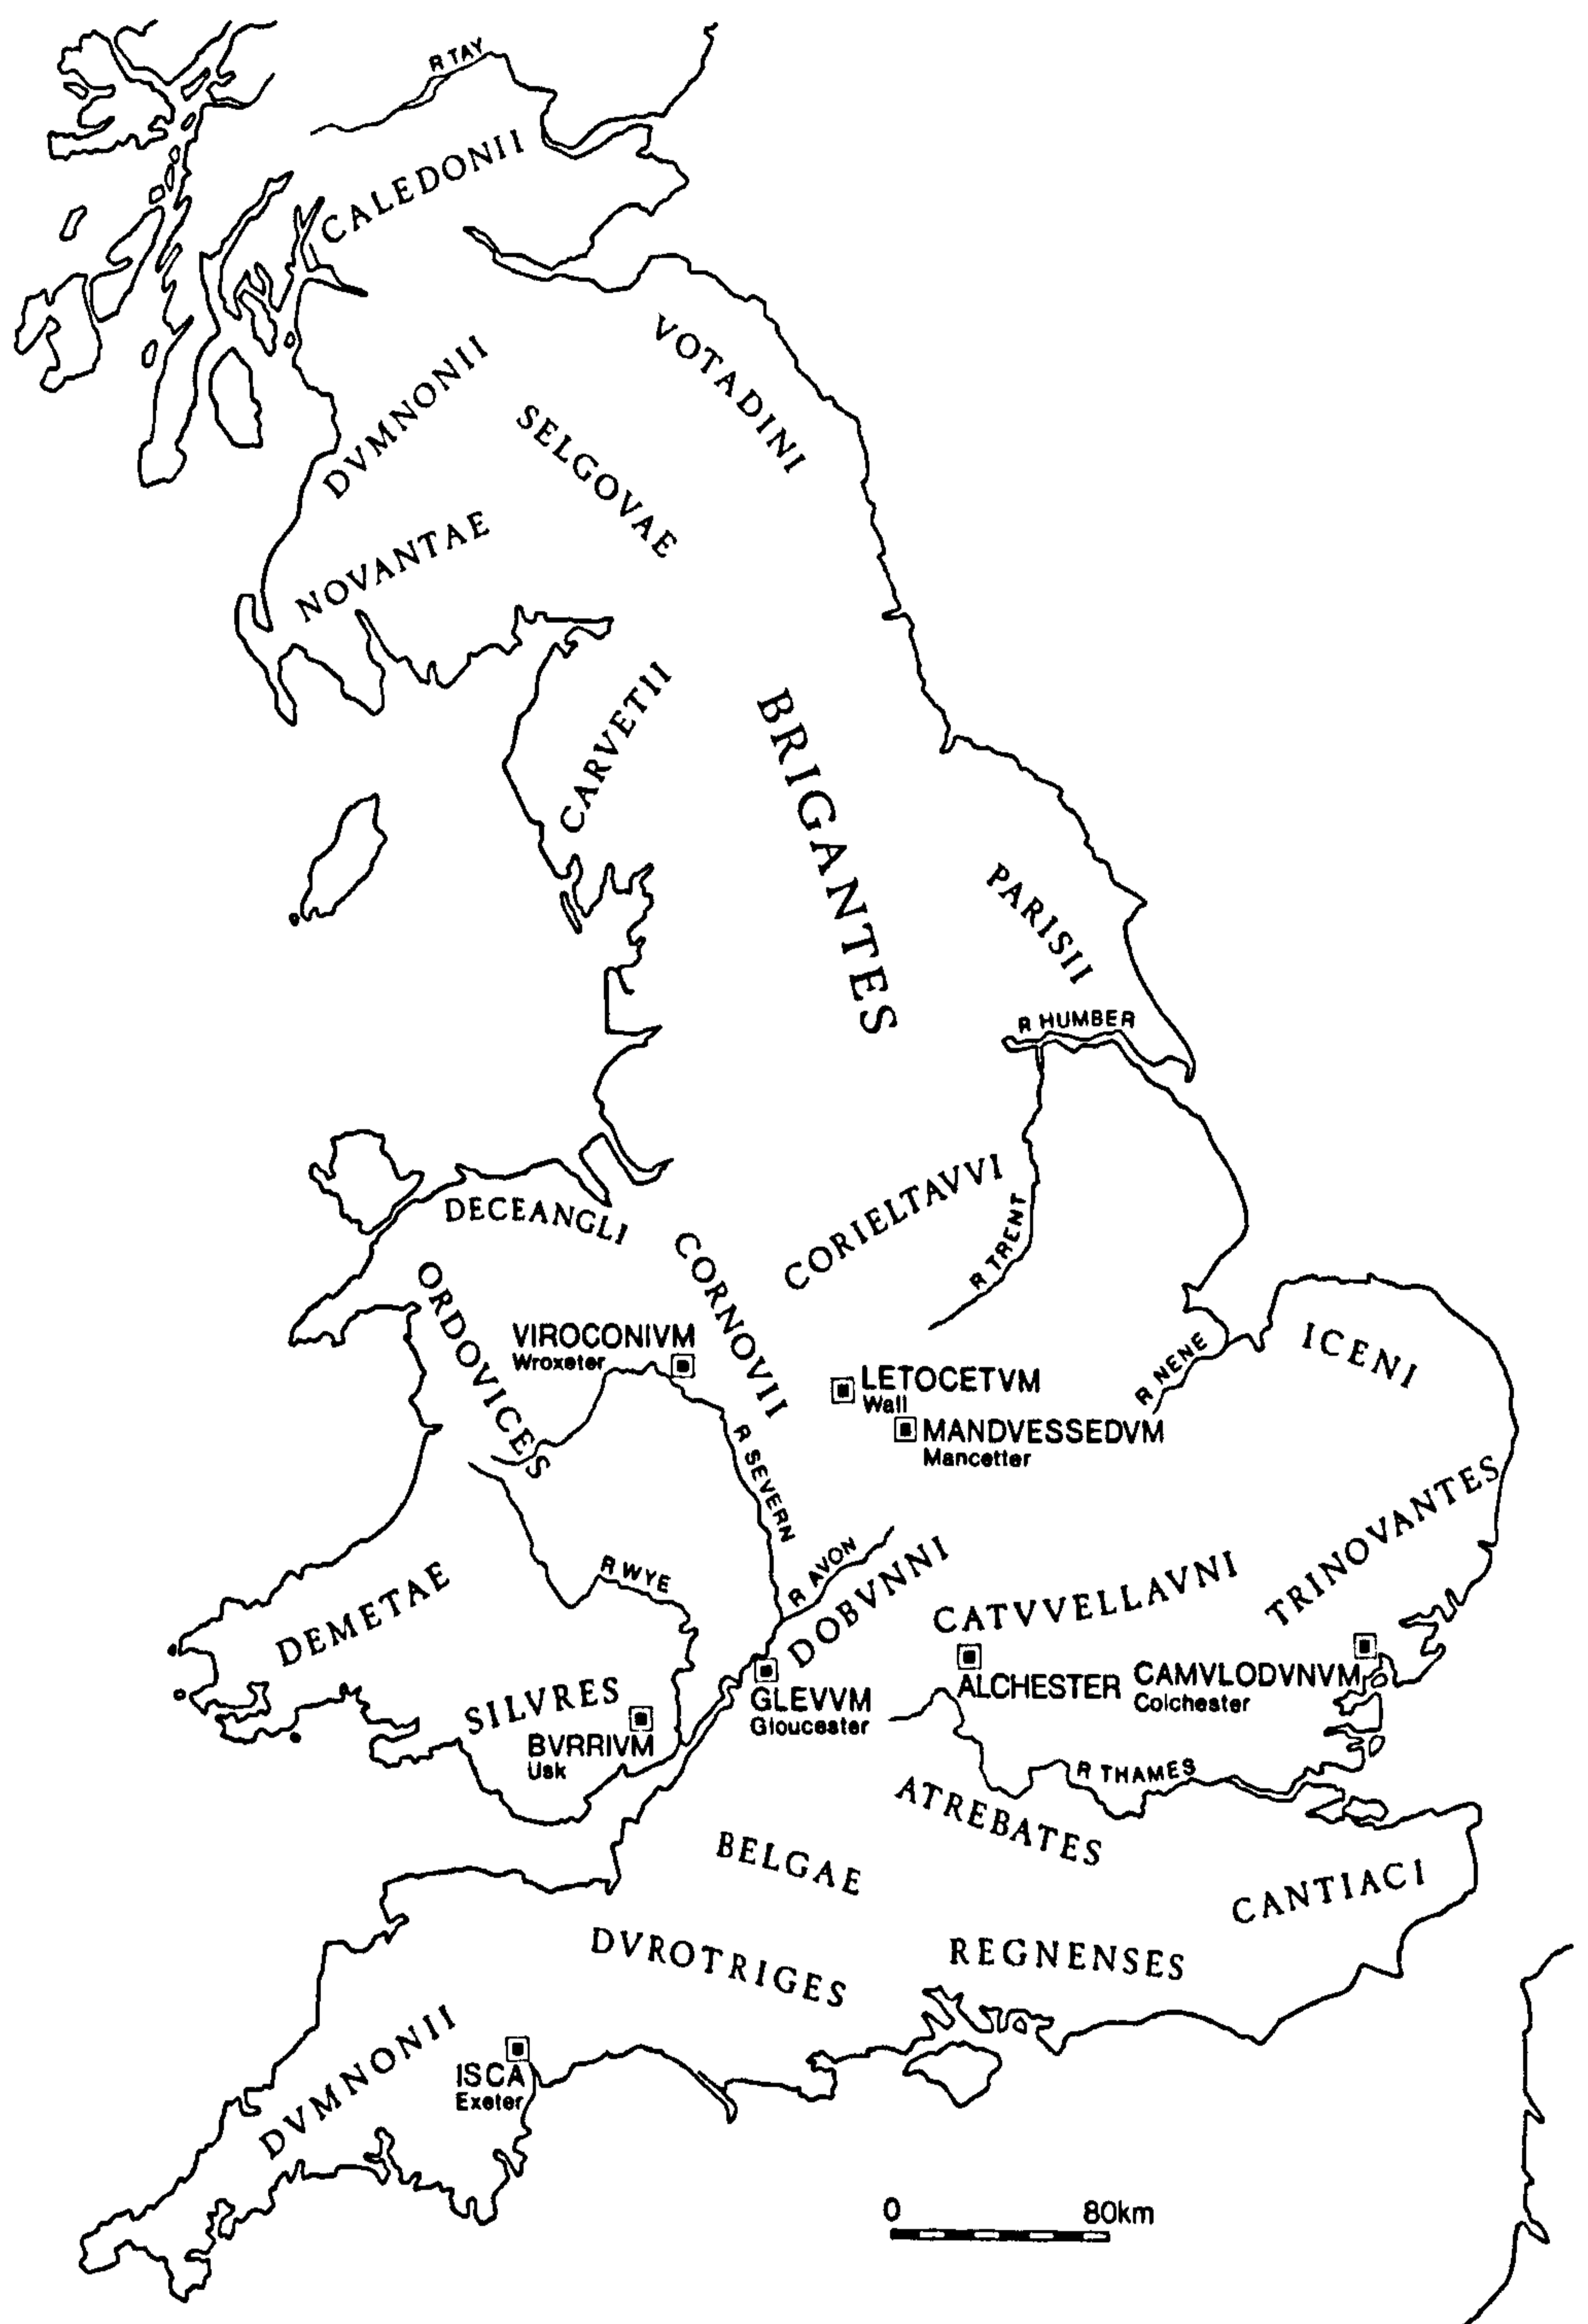 R TAY
CALEDONII
VOTADINI
DVMNONII
SELGOVAE
NOVANTAE
CARVETII
BRIGANTES
PARISII
R HUMBER
CORIELTAVVI
R TRENT
DECEANGLI
CORNOVII
ORDOVICES
VIROCONIVM
Wroxeter
ICENI
R NENE
LETOCETVM
Wall
MANDVESSEDVM
Mancetter
R SEVERN
TRINOVANTES
R AVON
DOBVNNI
R WYE
CATVVELLAVNI
DEMETAE
SILVRES
ALCHESTER
CAMVLODVNVM
Colchester
GLEVVM
Gloucester
BVRRIVM
Usk
R THAMES
ATREBATES
BELGAE
CANTIACI
DVROTRIGES
REGNENSES
DVMNONII
ISCA
Exeter
0 80km